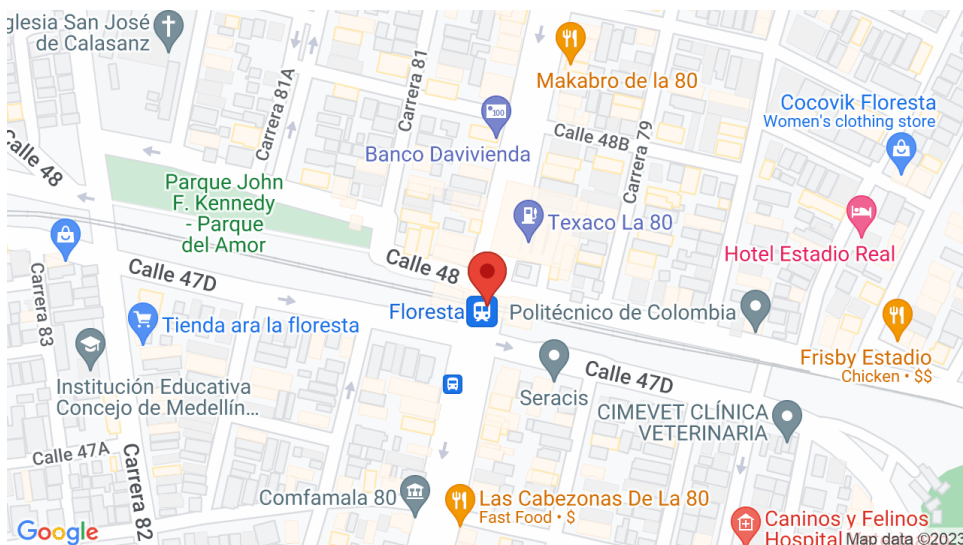 glesia San José
de Calasanz
Carrera 81A
Carrera 81
Makabro de la 80
100
Banco Davivienda
Calle 48B
Carrera 79
Cocovik Floresta
Women's clothing store
Calle 48
Parque John
F. Kennedy
- Parque
del Amor
Texaco La 80
Hotel Estadio Real
Calle 48
Calle 47D
Carrera 83
Floresta
Politécnico de Colombia
Tienda ara la floresta
Frisby Estadio
Chicken • $$
Institución Educativa
Concejo de Medellín...
Seracis
Calle 47D
CIMEVET CLÍNICA
VETERINARIA
Calle 47A
Carrera 82
Comfamala 80
Las Cabezonas De La 80
Fast Food • $
Caninos y Felinos
Hospital
Google
Map data ©2023